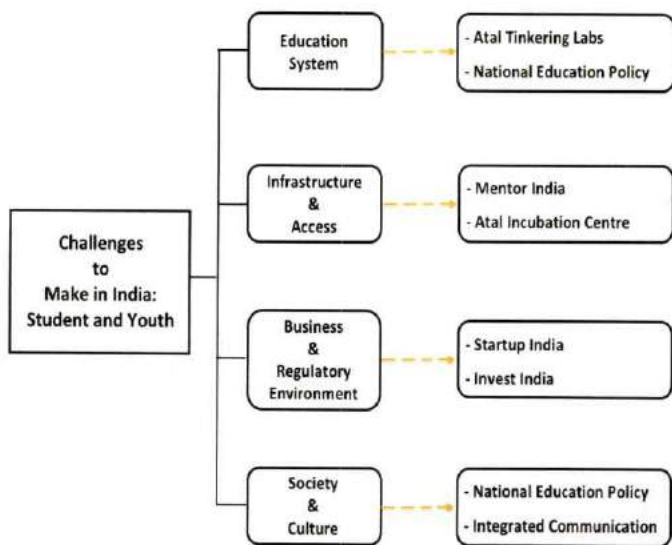 Challenges
to
Make in India:
Student and Youth
Education
System
- Atal Tinkering Labs
- National Education Policy
Infrastructure
&
Access
- Mentor India
- Atal Incubation Centre
Business
&
Regulatory
Environment
- Startup India
- Invest India
Society
&
Culture
- National Education Policy
- Integrated Communication